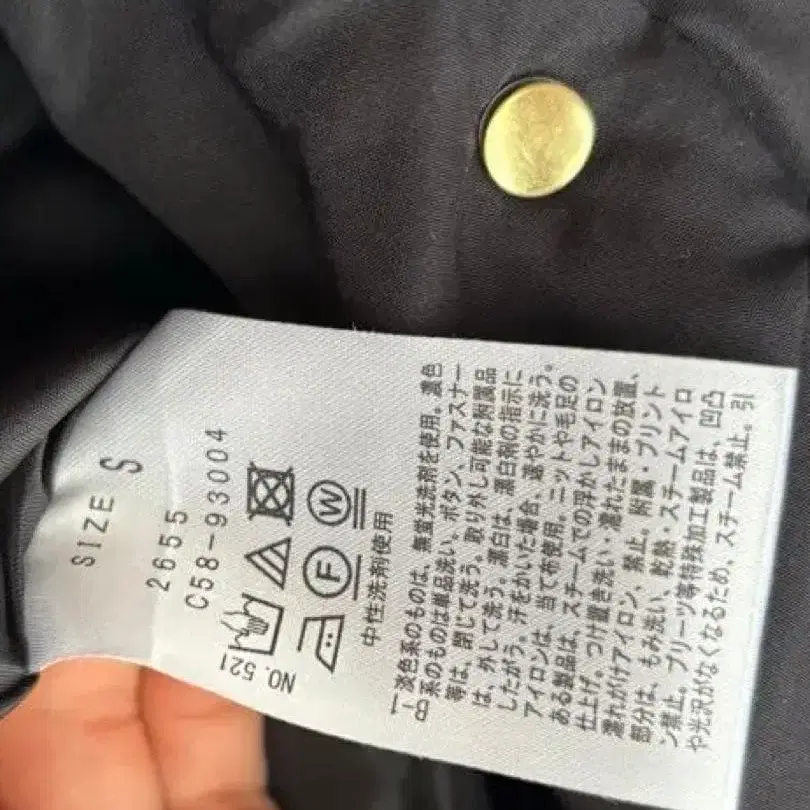 SIZE S
2655
C58-93004
W
F
NO. 521
中性洗剤使用
B-1
淡色系のものは、無蛍光洗剤を使用。濃色
系のものは単品洗い。ボタン、ファスナー
等は、閉じて洗う。取り外し可能な附属品
は、外して洗う。漂白は、漂白剤の指示に
したがう。汗をかいた場合、速やかに洗う。
アイロンは、当て布使用。ニットや毛足の
ある製品は、スチームでの浮かしアイロン
仕上げ。つけ置き洗い・濡れたままの放置、
濡れがけアイロン、禁止。附属・プリント
部分は、もみ洗い、乾熱・スチームアイロ
ン禁止。プリーツ等特殊加工製品は、凹凸
や光沢がなくなるため、スチーム禁止。引